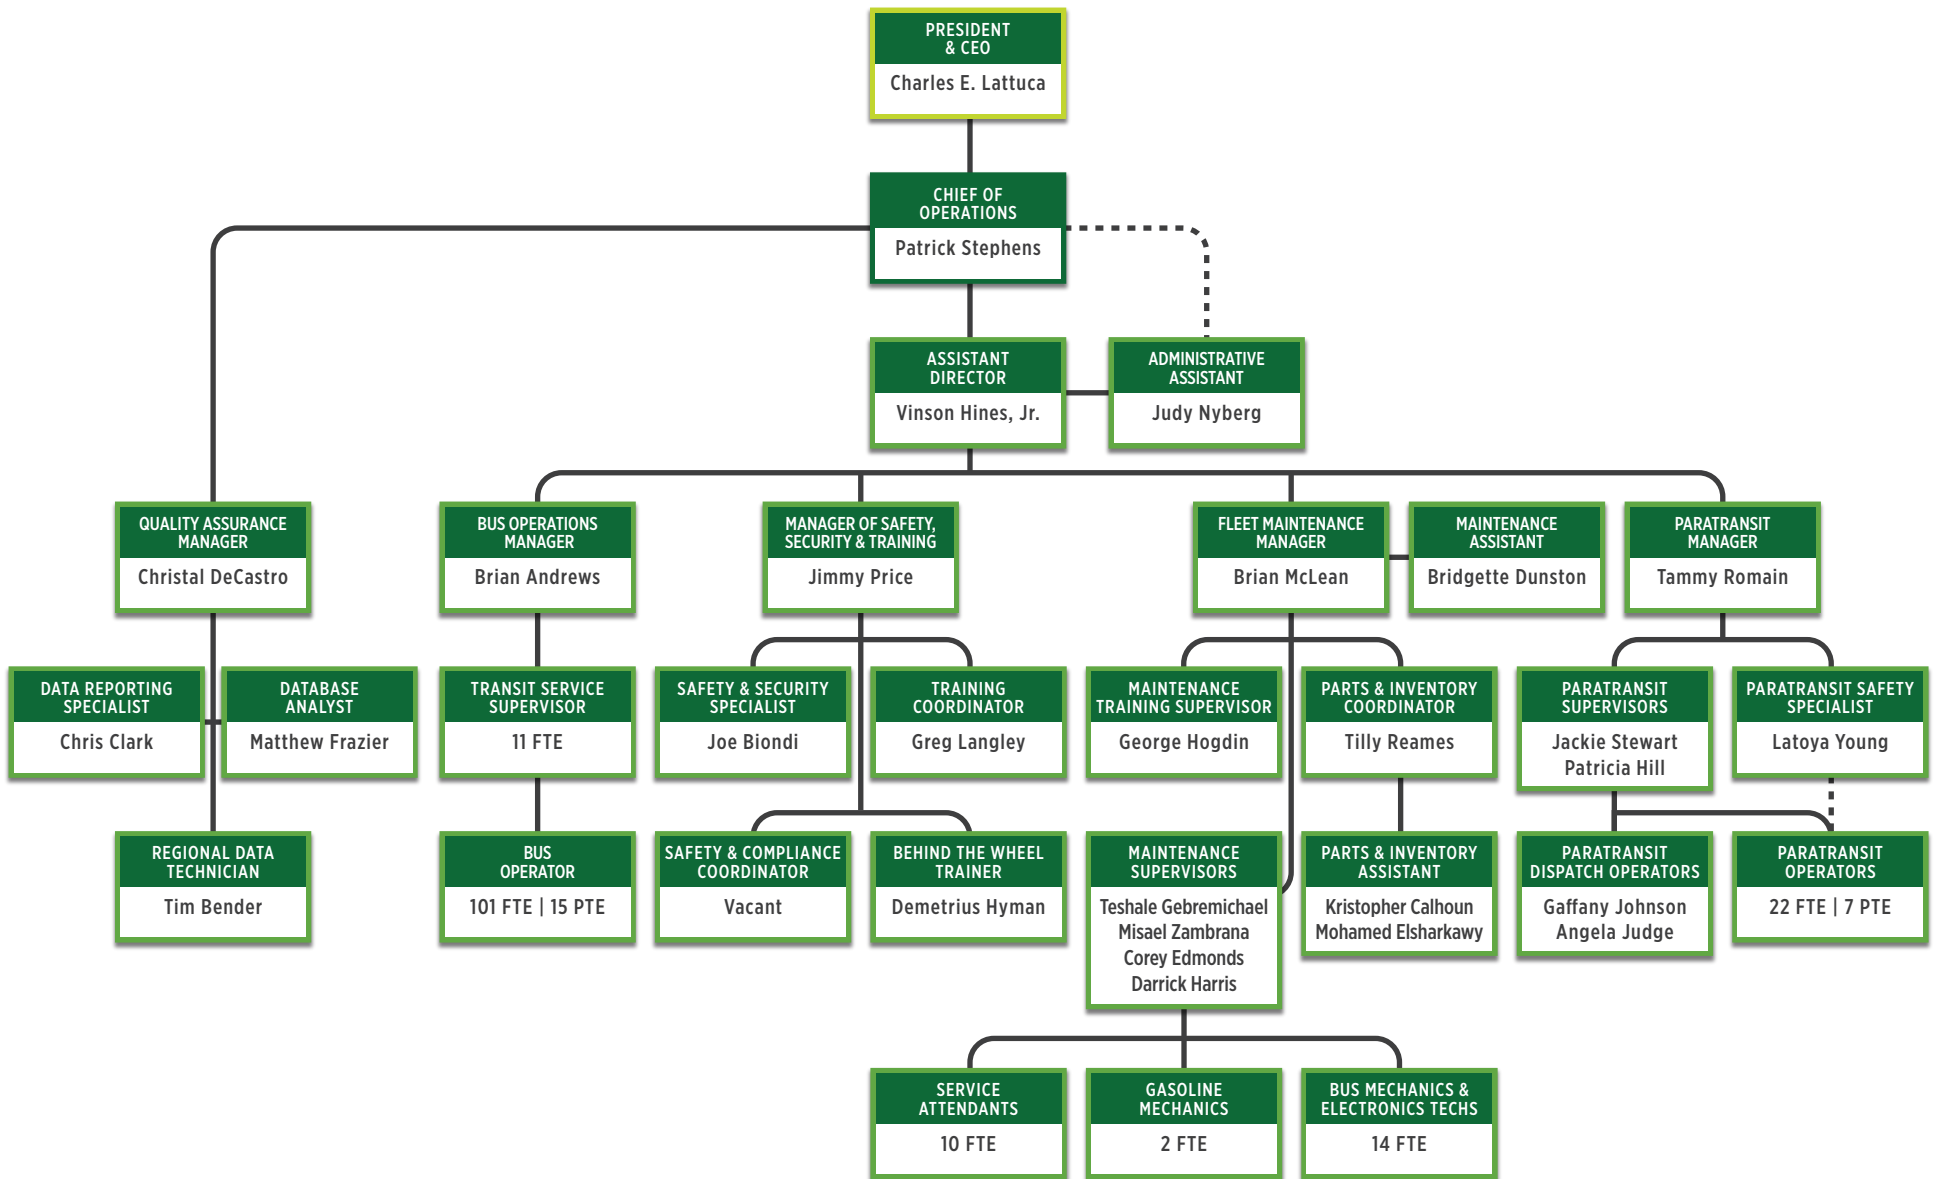 PRESIDENT
& CEO
Charles E. Lattuca
CHIEF OF
OPERATIONS
Patrick Stephens
ASSISTANT
DIRECTOR
Vinson Hines, Jr.
ADMINISTRATIVE
ASSISTANT
Judy Nyberg
QUALITY ASSURANCE
MANAGER
Christal DeCastro
BUS OPERATIONS
MANAGER
Brian Andrews
MANAGER OF SAFETY,
SECURITY & TRAINING
Jimmy Price
FLEET MAINTENANCE
MANAGER
Brian McLean
MAINTENANCE
ASSISTANT
Bridgette Dunston
PARATRANSIT
MANAGER
Tammy Romain
DATA REPORTING
SPECIALIST
Chris Clark
DATABASE
ANALYST
Matthew Frazier
TRANSIT SERVICE
SUPERVISOR
11 FTE
SAFETY & SECURITY
SPECIALIST
Joe Biondi
TRAINING
COORDINATOR
Greg Langley
MAINTENANCE
TRAINING SUPERVISOR
George Hogdin
PARTS & INVENTORY
COORDINATOR
Tilly Reames
PARATRANSIT
SUPERVISORS
Jackie Stewart
Patricia Hill
PARATRANSIT SAFETY
SPECIALIST
Latoya Young
REGIONAL DATA
TECHNICIAN
Tim Bender
BUS
OPERATOR
101 FTE | 15 PTE
SAFETY & COMPLIANCE
COORDINATOR
Vacant
BEHIND THE WHEEL
TRAINER
Demetrius Hyman
MAINTENANCE
SUPERVISORS
Teshale Gebremichael
Misael Zambrana
Corey Edmonds
Darrick Harris
PARTS & INVENTORY
ASSISTANT
Kristopher Calhoun
Mohamed Elsharkawy
PARATRANSIT
DISPATCH OPERATORS
Gaffany Johnson
Angela Judge
PARATRANSIT
OPERATORS
22 FTE | 7 PTE
SERVICE
ATTENDANTS
10 FTE
GASOLINE
MECHANICS
2 FTE
BUS MECHANICS &
ELECTRONICS TECHS
14 FTE